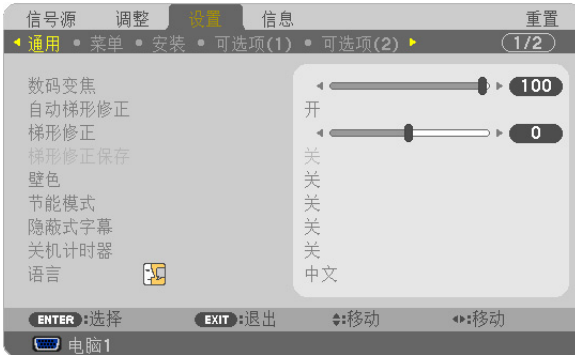 信号源 调整 设置 信息 重置
通用 • 菜单 • 安装 • 可选项(1) • 可选项(2) 1/2
数码变焦 100
自动梯形修正 开
梯形修正 0
梯形修正保存 关
壁色 关
节能模式 关
隐蔽式字幕 关
关机计时器 关
语言 中文
ENTER :选择 EXIT :退出 :移动 :移动
电脑1